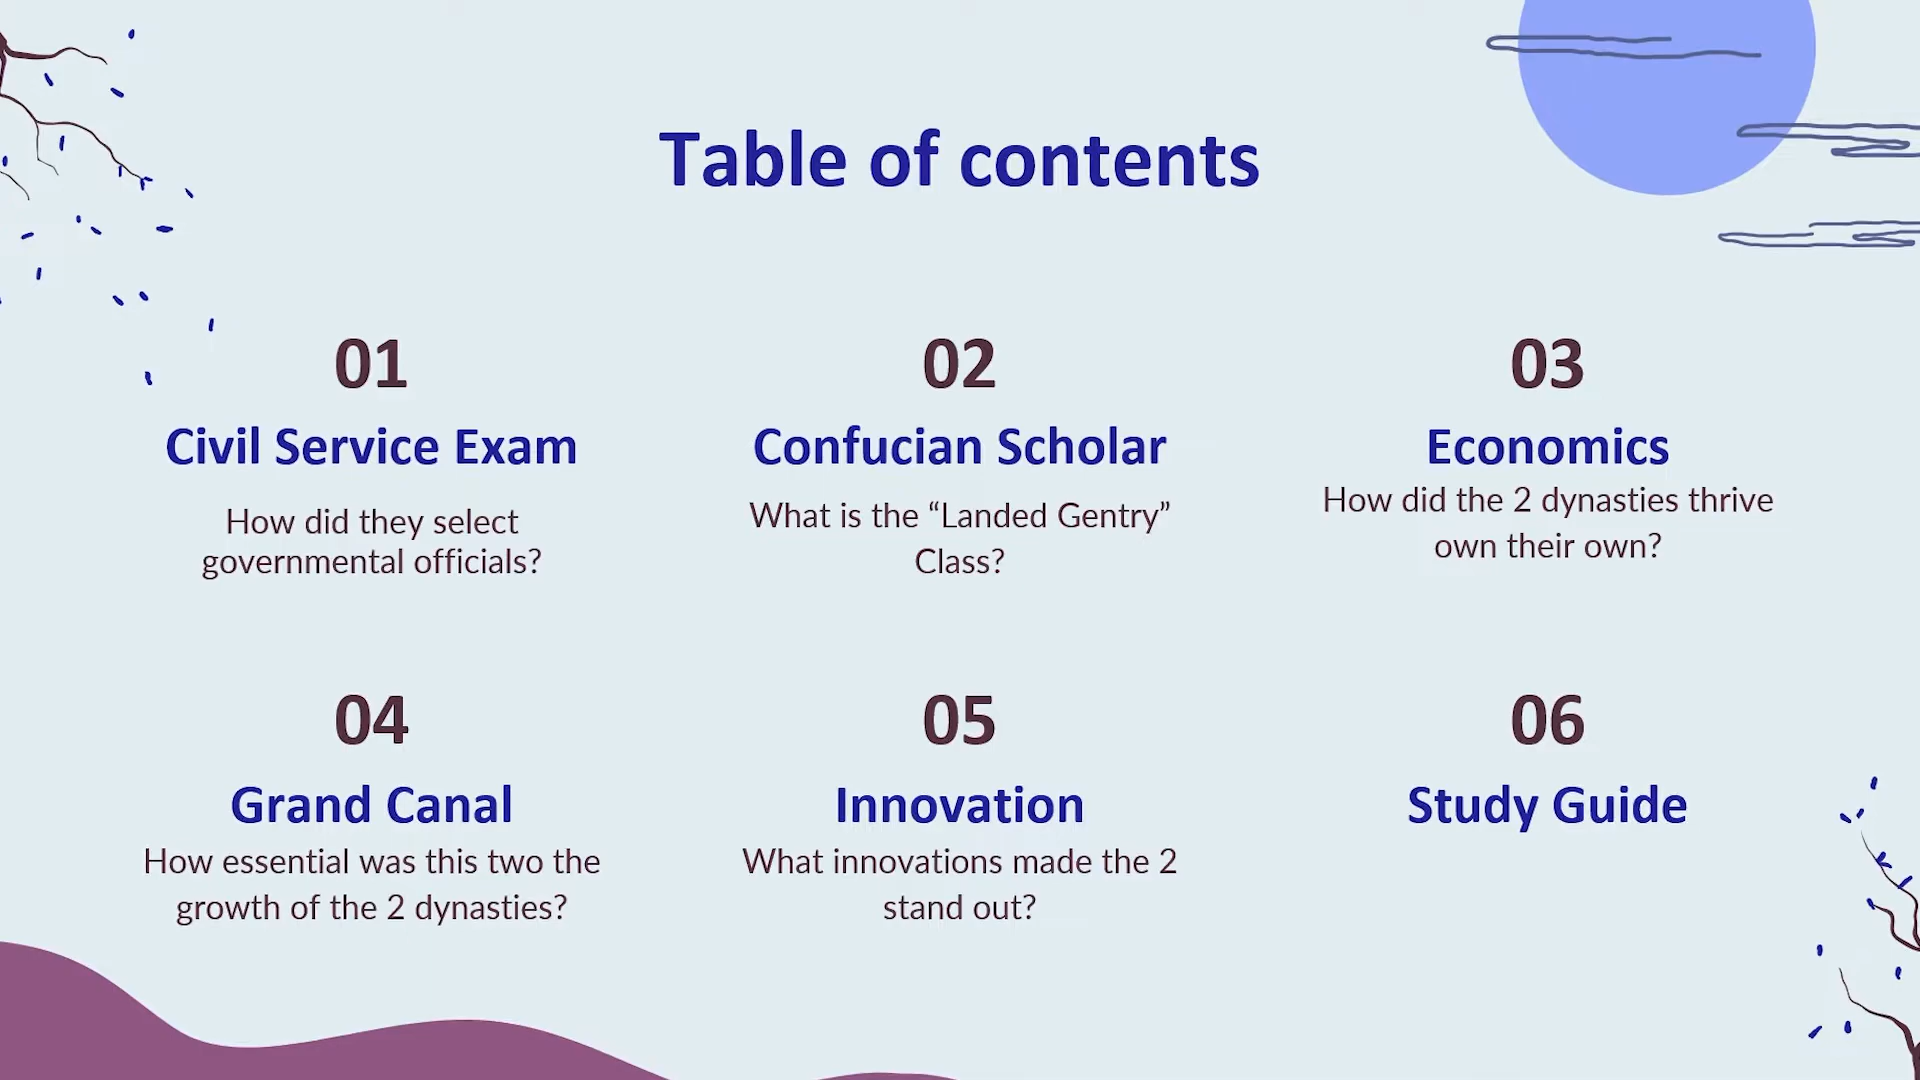 Table of contents
01
Civil Service Exam
How did they select
governmental officials?
02
Confucian Scholar
What is the “Landed Gentry”
Class?
03
Economics
How did the 2 dynasties thrive
own their own?
04
Grand Canal
How essential was this two the
growth of the 2 dynasties?
05
Innovation
What innovations made the 2
stand out?
06
Study Guide